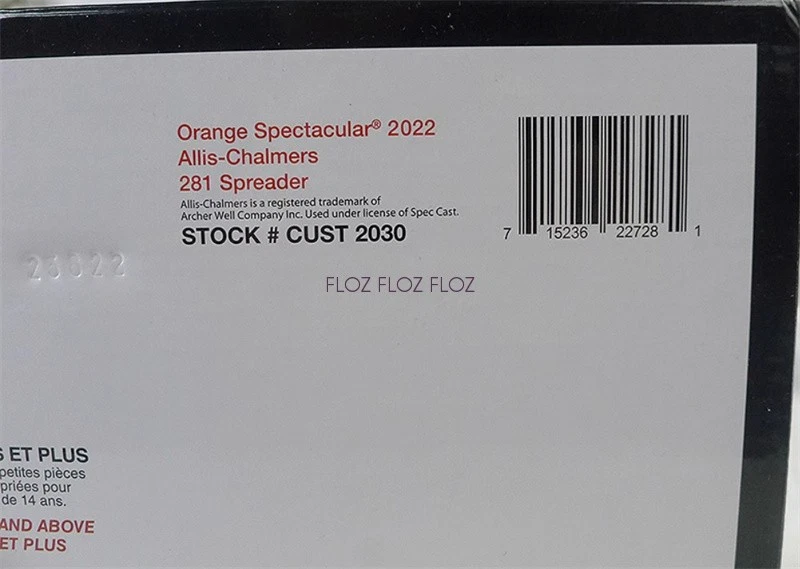 Orange Spectacular® 2022
Allis-Chalmers
281 Spreader
Allis-Chalmers is a registered trademark of
Archer Well Company Inc. Used under license of Spec Cast.
STOCK # CUST 2030
7 15236 22728 1
FLOZ FLOZ FLOZ
ET PLUS
petites pièces
priées pour
de 14 ans.
AND ABOVE
ET PLUS